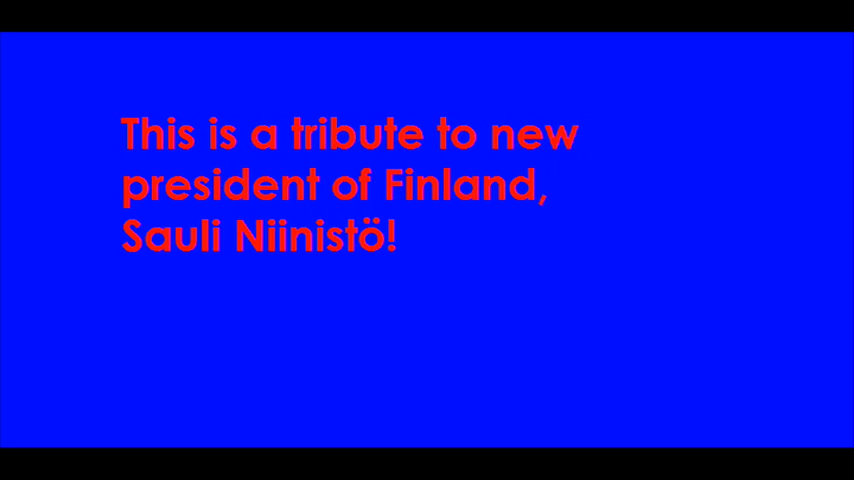 This is a tribute to new
president of Finland,
Sauli Niinistö!